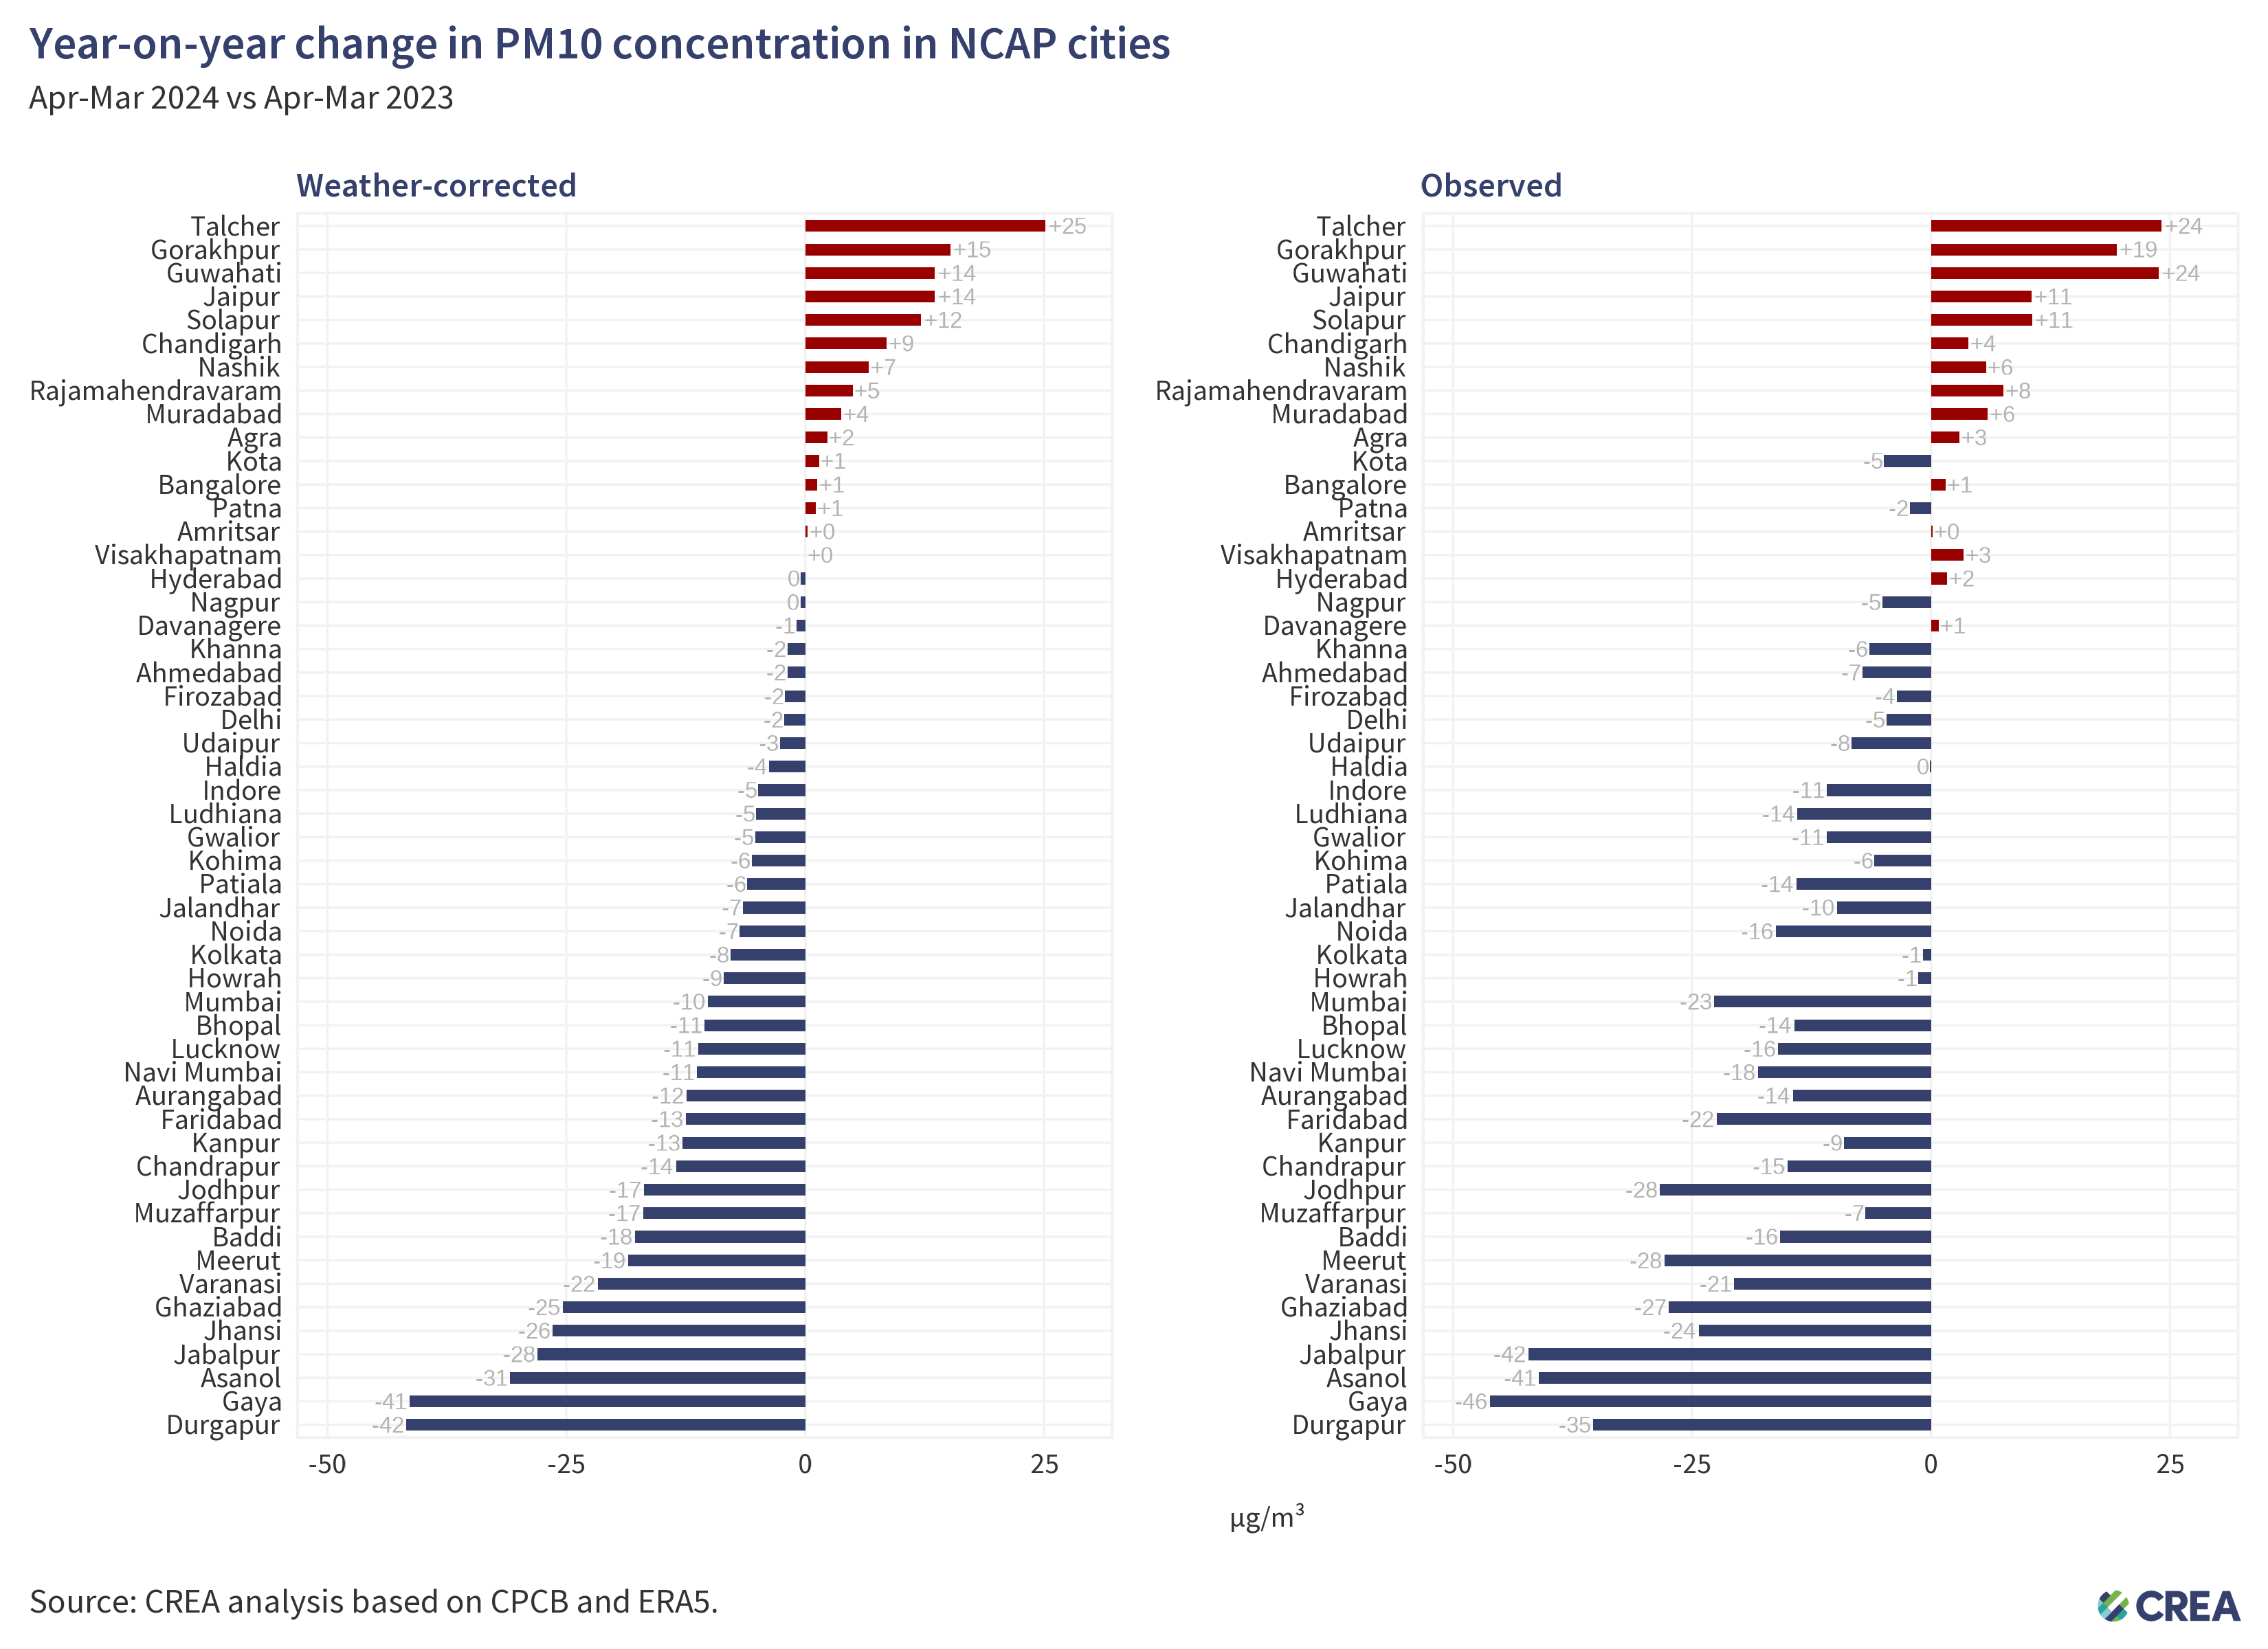 Year-on-year change in PM10 concentration in NCAP cities
Apr-Mar 2024 vs Apr-Mar 2023
Weather-corrected
Talcher +25
Gorakhpur +15
Guwahati +14
Jaipur +14
Solapur +12
Chandigarh +9
Nashik +7
Rajamahendravaram +5
Muradabad +4
Agra +2
Kota +1
Bangalore +1
Patna +1
Amritsar +0
Visakhapatnam +0
Hyderabad 0
Nagpur 0
Davanagere -1
Khanna -2
Ahmedabad -2
Firozabad -2
Delhi -2
Udaipur -3
Haldia -4
Indore -5
Ludhiana -5
Gwalior -5
Kohima -6
Patiala -6
Jalandhar -7
Noida -7
Kolkata -8
Howrah -9
Mumbai -10
Bhopal -11
Lucknow -11
Navi Mumbai -11
Aurangabad -12
Faridabad -13
Kanpur -13
Chandrapur -14
Jodhpur -17
Muzaffarpur -17
Baddi -18
Meerut -19
Varanasi -22
Ghaziabad -25
Jhansi -26
Jabalpur -28
Asanol -31
Gaya -41
Durgapur -42
-50 -25 0 25
Observed
Talcher +24
Gorakhpur +19
Guwahati +24
Jaipur +11
Solapur +11
Chandigarh +4
Nashik +6
Rajamahendravaram +8
Muradabad +6
Agra +3
Kota -5
Bangalore +1
Patna -2
Amritsar +0
Visakhapatnam +3
Hyderabad +2
Nagpur -5
Davanagere +1
Khanna -6
Ahmedabad -7
Firozabad -4
Delhi -5
Udaipur -8
Haldia 0
Indore -11
Ludhiana -14
Gwalior -11
Kohima -6
Patiala -14
Jalandhar -10
Noida -16
Kolkata -1
Howrah -1
Mumbai -23
Bhopal -14
Lucknow -16
Navi Mumbai -18
Aurangabad -14
Faridabad -22
Kanpur -9
Chandrapur -15
Jodhpur -28
Muzaffarpur -7
Baddi -16
Meerut -28
Varanasi -21
Ghaziabad -27
Jhansi -24
Jabalpur -42
Asanol -41
Gaya -46
Durgapur -35
-50 -25 0 25
µg/m³
Source: CREA analysis based on CPCB and ERA5.
CREA